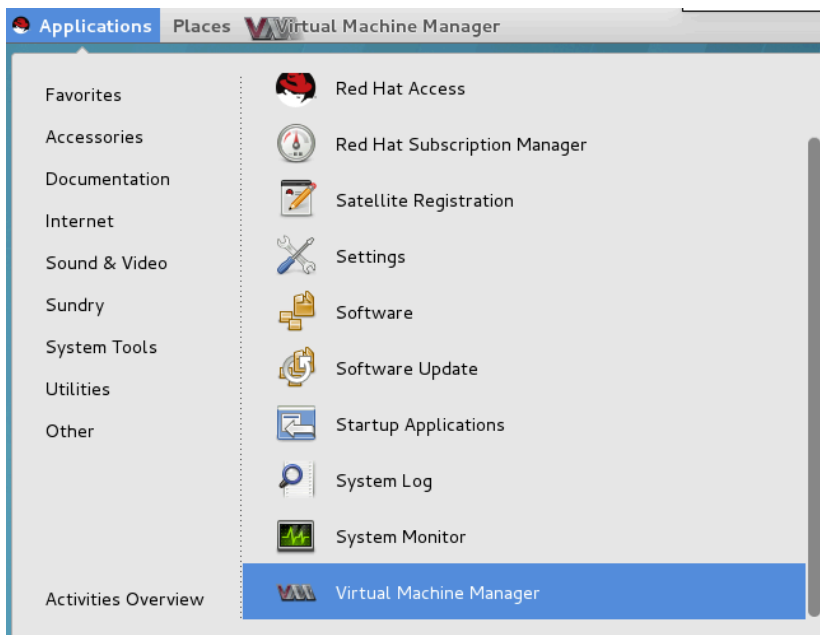 Applications Places Virtual Machine Manager
Favorites
Accessories
Documentation
Internet
Sound & Video
Sundry
System Tools
Utilities
Other
Activities Overview
Red Hat Access
Red Hat Subscription Manager
Satellite Registration
Settings
Software
Software Update
Startup Applications
System Log
System Monitor
Virtual Machine Manager